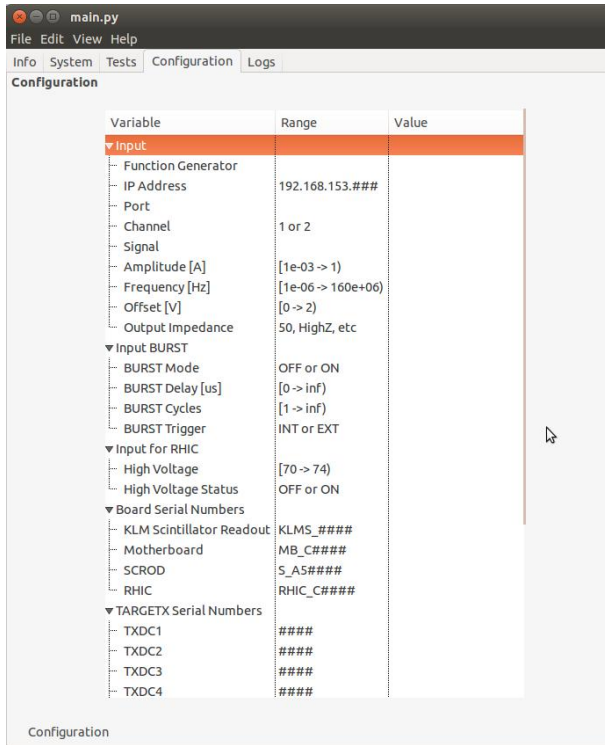 main.py
File Edit View Help
Info System Tests Configuration Logs
Configuration
Variable Range Value
Input
Function Generator
IP Address 192.168.153.###
Port
Channel 1 or 2
Signal
Amplitude [A] [1e-03 -> 1)
Frequency [Hz] [1e-06 -> 160e+06)
Offset [V] [0 -> 2)
Output Impedance 50, HighZ, etc
Input BURST
BURST Mode OFF or ON
BURST Delay [us] [0 -> inf)
BURST Cycles [1 -> inf)
BURST Trigger INT or EXT
Input for RHIC
High Voltage [70 -> 74)
High Voltage Status OFF or ON
Board Serial Numbers
KLM Scintillator Readout KLMS_####
Motherboard MB_C####
SCROD S_A5####
RHIC RHIC_C####
TARGETX Serial Numbers
TXDC1 ####
TXDC2 ####
TXDC3 ####
TXDC4 ####
Configuration